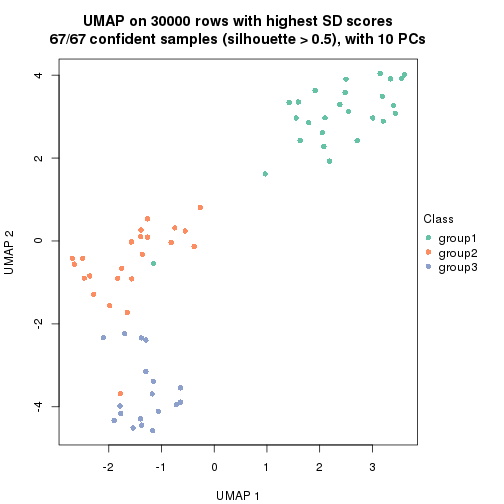 UMAP on 30000 rows with highest SD scores
67/67 confident samples (silhouette > 0.5), with 10 PCs
4
2
0
-2
-4
UMAP 2
-2
-1
0
1
2
3
UMAP 1
Class
group1
group2
group3